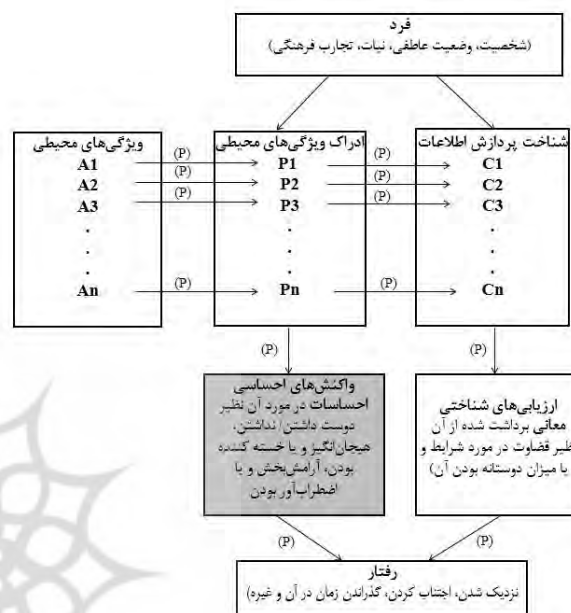 فرد
(شخصیت، وضعیت عاطفی، نیات، تجارب فرهنگی)
ویژگی‌های محیطی
A1
A2
A3
.
.
.
An
(P)
(P)
(P)
(P)
ادراک ویژگی‌های محیطی
P1
P2
P3
.
.
.
Pn
(P)
(P)
(P)
(P)
شناخت پردازش اطلاعات
C1
C2
C3
.
.
.
Cn
(P)
(P)
واکنش‌های احساسی
احساسات در مورد آن نظیر
دوست داشتن/ نداشتن،
هیجان‌انگیز و یا خسته کننده
بودن، آرامش‌بخش و یا
اضطراب‌آور بودن
ارزیابی‌های شناختی
معانی برداشت شده از آن
نظیر قضاوت در مورد شرایط و
یا میزان دوستانه بودن آن)
(P)
(P)
رفتار
نزدیک شدن، اجتناب کردن، گذراندن زمان در آن و غیره)